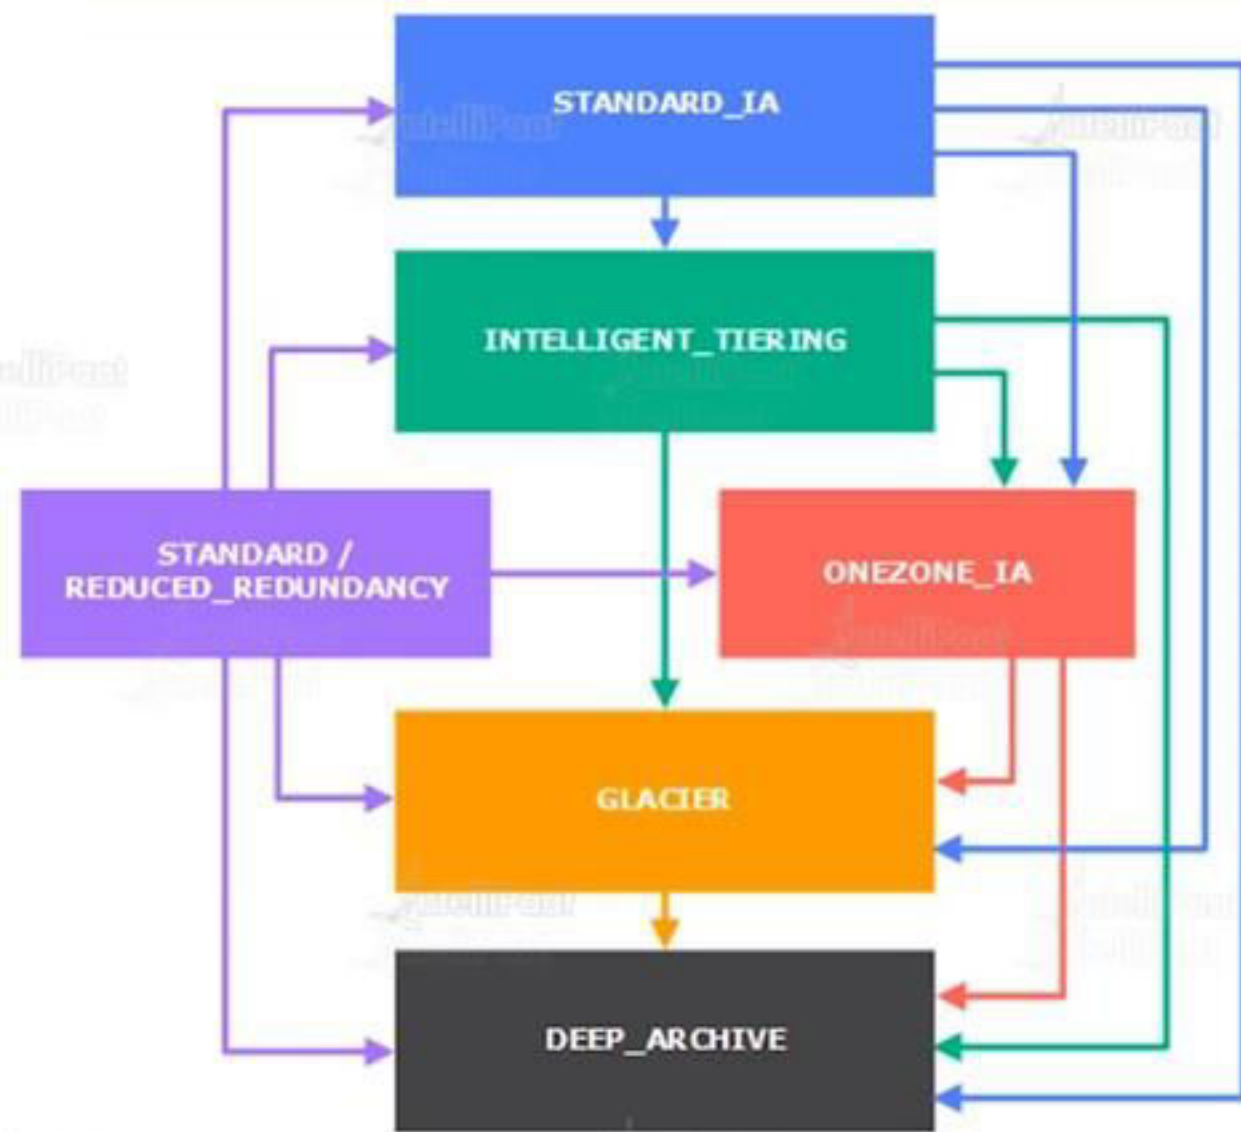 STANDARD_IA
INTELLIGENT_TIERING
STANDARD /
REDUCED_REDUNDANCY
ONEZONE_IA
GLACIER
DEEP_ARCHIVE